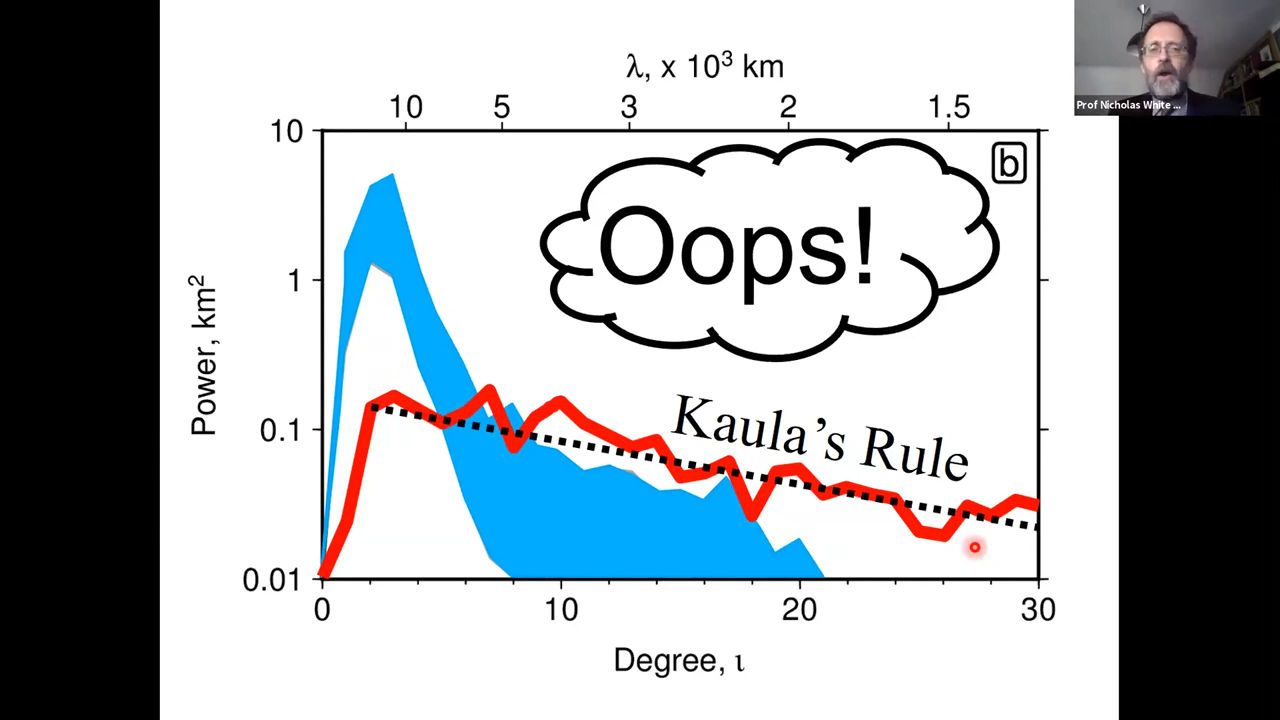 λ, x 10³ km
10 5 3 2 1.5
Prof Nicholas White ...
b
Oops!
Kaula's Rule
Power, km²
10
1
0.1
0.01
0 10 20 30
Degree, ι